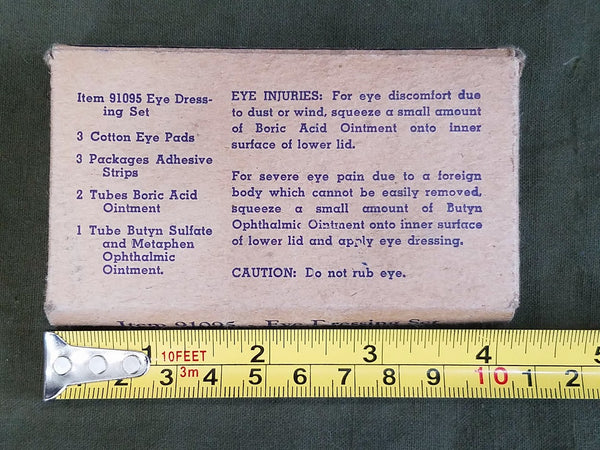 Item 91095 Eye Dress-
ing Set
3 Cotton Eye Pads
3 Packages Adhesive
Strips
2 Tubes Boric Acid
Ointment
1 Tube Butyn Sulfate
and Metaphen
Ophthalmic
Ointment.
EYE INJURIES: For eye discomfort due
to dust or wind, squeeze a small amount
of Boric Acid Ointment onto inner
surface of lower lid.
For severe eye pain due to a foreign
body which cannot be easily removed,
squeeze a small amount of Butyn
Ophthalmic Ointment onto inner surface
of lower lid and apply eye dressing.
CAUTION: Do not rub eye.
Item 91095 Eye Dressing Set
1 10FEET 2 3 4 5
2 3m 3 4 5 6 7 8 9 10 1 2